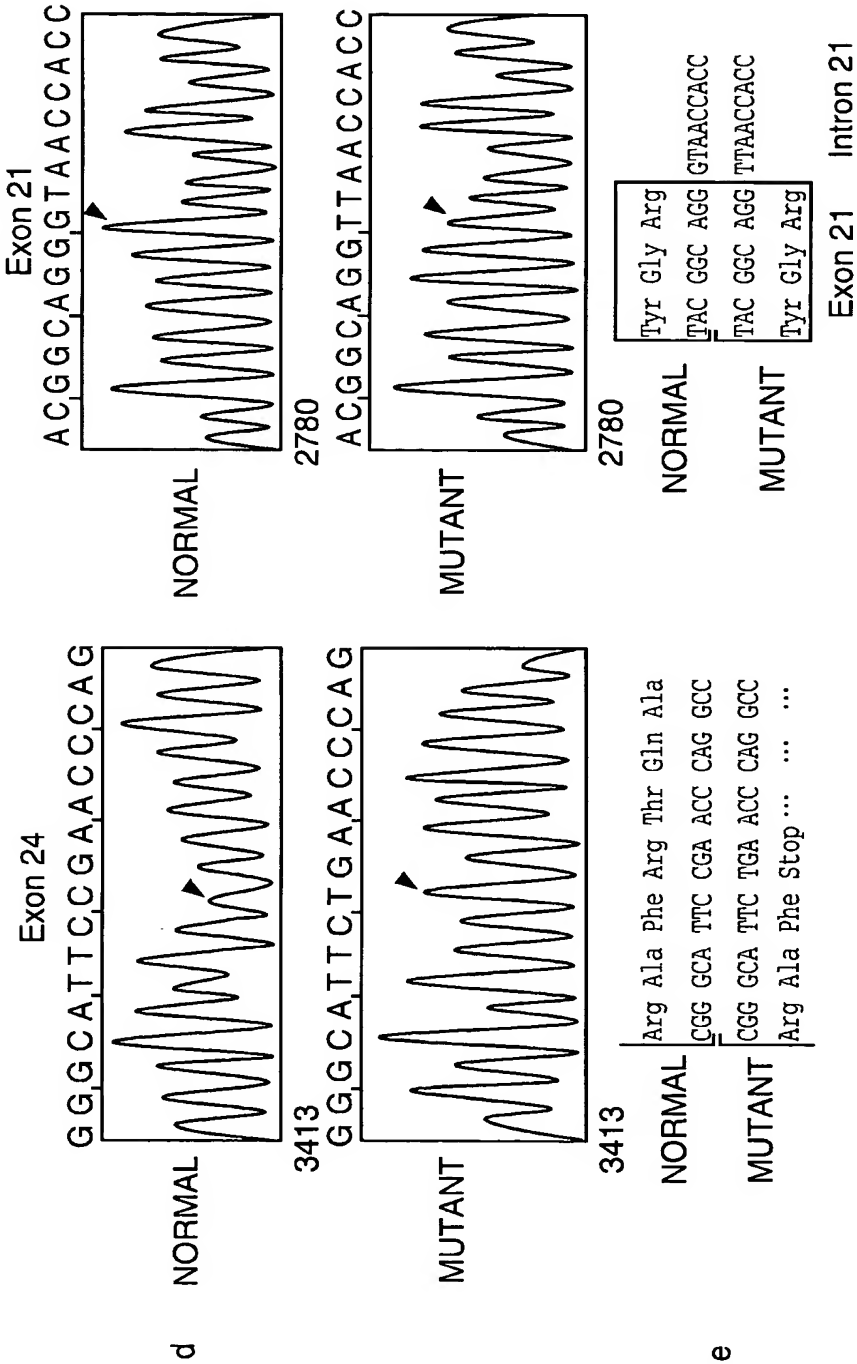 d
Exon 24
GGGCATTCCGAACCCAG
NORMAL
3413
GGGCATTCTGAACCCAG
MUTANT
3413
Exon 21
ACGGCAGGGTAACCACC
NORMAL
2780
ACGGCAGGTTAACCACC
MUTANT
2780
e
Arg Ala Phe Arg Thr Gln Ala
NORMAL CGG GCA TTC CGA ACC CAG GCC
MUTANT CGG GCA TTC TGA ACC CAG GCC
Arg Ala Phe Stop ... ... ...
Tyr Gly Arg
NORMAL TAC GGC AGG GTAACCACC
MUTANT TAC GGC AGG TTAACCACC
Tyr Gly Arg
Exon 21 Intron 21